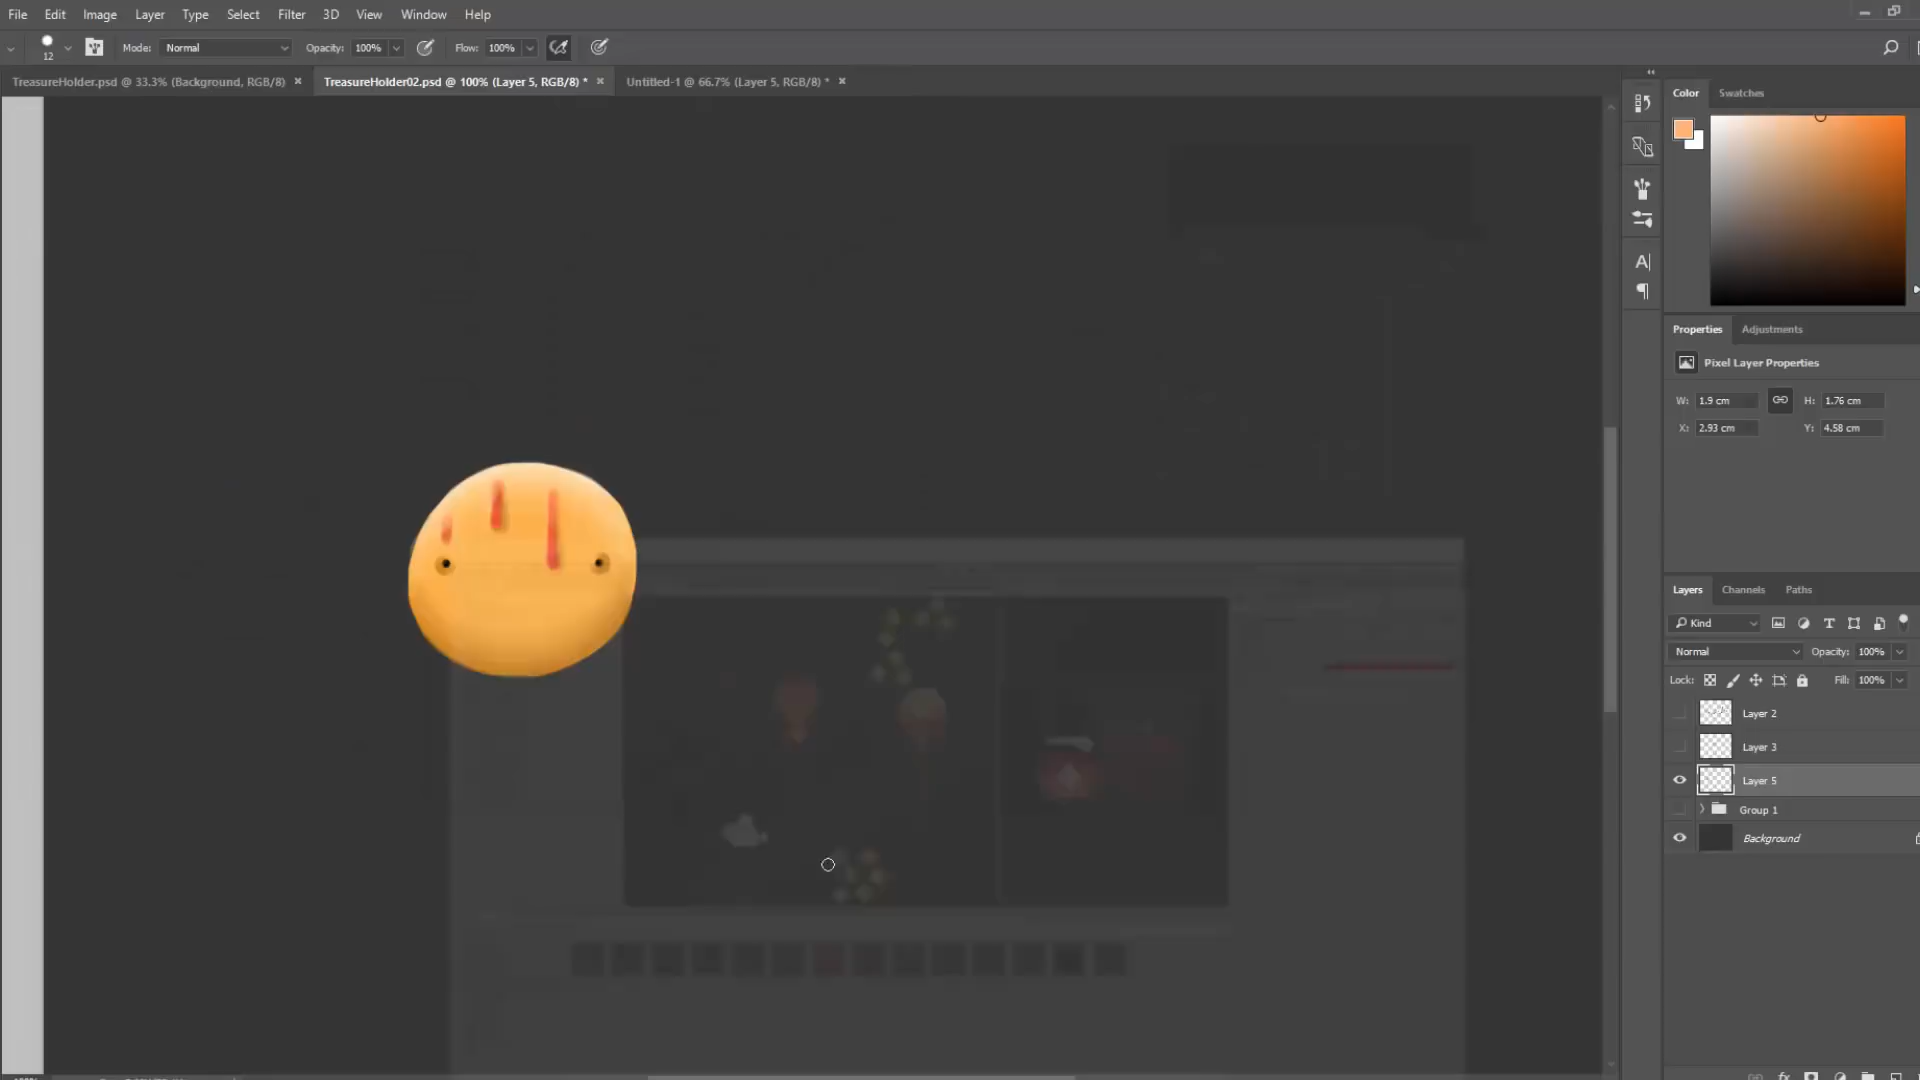 File Edit Image Layer Type Select Filter 3D View Window Help
12 Mode: Normal Opacity: 100% Flow: 100%
TreasureHolder.psd @ 33.3% (Background, RGB/8) TreasureHolder02.psd @ 100% (Layer 5, RGB/8) * Untitled-1 @ 66.7% (Layer 5, RGB/8) *
Color Swatches
Properties Adjustments
Pixel Layer Properties
W: 1.9 cm H: 1.76 cm
X: 2.93 cm Y: 4.58 cm
Layers Channels Paths
Kind
Normal Opacity: 100%
Lock: Fill: 100%
Layer 2
Layer 3
Layer 5
Group 1
Background